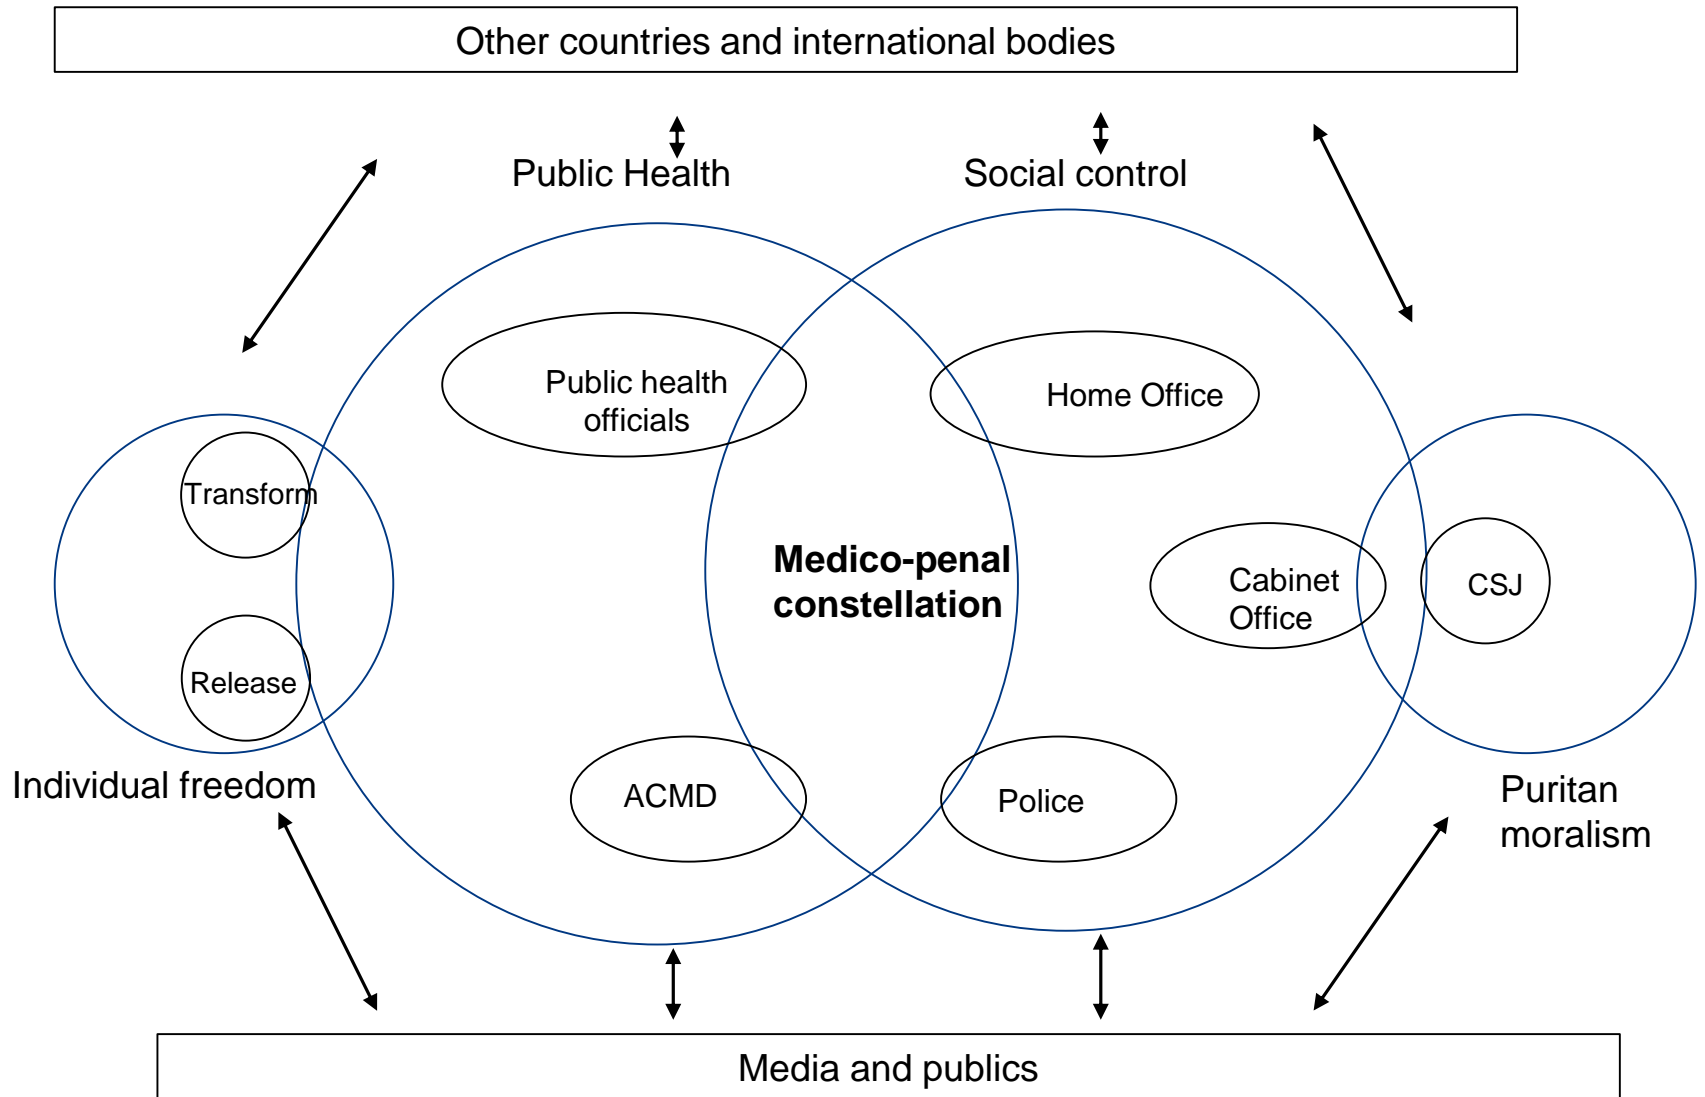 Other countries and international bodies
Public Health
Social control
Public health
officials
Home Office
Transform
Medico-penal
constellation
Cabinet
Office
CSJ
Release
Individual freedom
ACMD
Police
Puritan
moralism
Media and publics